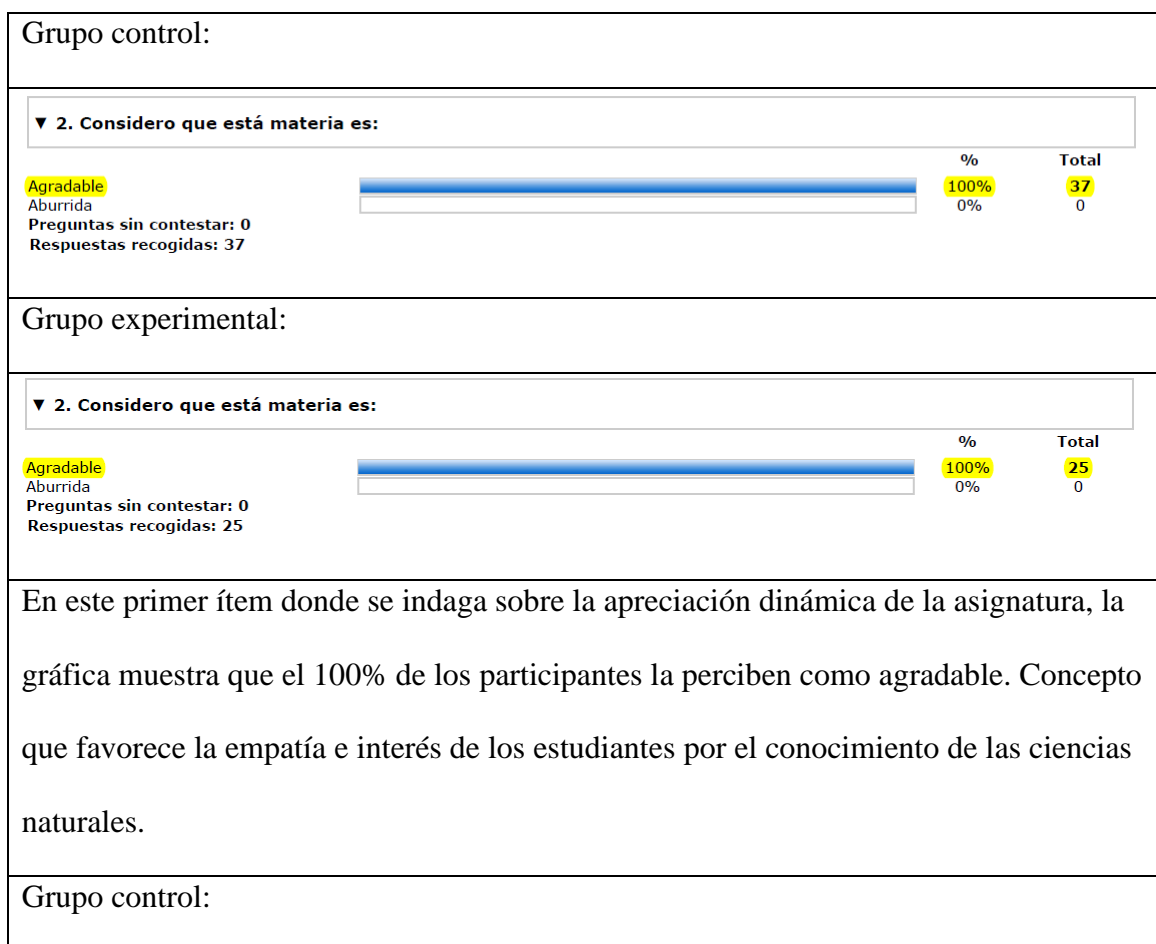 Grupo control:
▼ 2. Considero que está materia es:
% Total
Agradable 100% 37
Aburrida 0% 0
Preguntas sin contestar: 0
Respuestas recogidas: 37
Grupo experimental:
▼ 2. Considero que está materia es:
% Total
Agradable 100% 25
Aburrida 0% 0
Preguntas sin contestar: 0
Respuestas recogidas: 25
En este primer ítem donde se indaga sobre la apreciación dinámica de la asignatura, la
gráfica muestra que el 100% de los participantes la perciben como agradable. Concepto
que favorece la empatía e interés de los estudiantes por el conocimiento de las ciencias
naturales.
Grupo control: